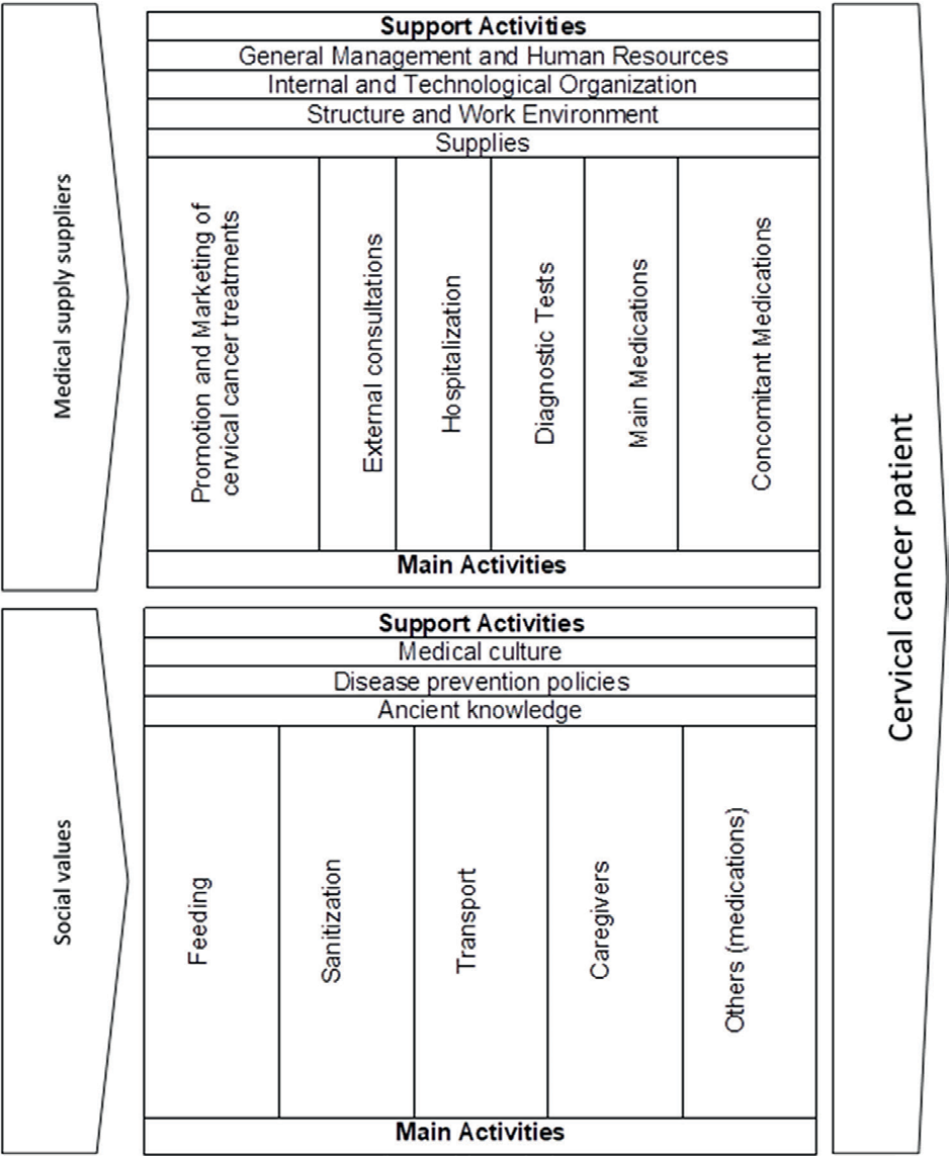 Medical supply suppliers
Support Activities
General Management and Human Resources
Internal and Technological Organization
Structure and Work Environment
Supplies
Promotion and Marketing of
cervical cancer treatments
External consultations
Hospitalization
Diagnostic Tests
Main Medications
Concomitant Medications
Main Activities
Social values
Support Activities
Medical culture
Disease prevention policies
Ancient knowledge
Feeding
Sanitization
Transport
Caregivers
Others (medications)
Main Activities
Cervical cancer patient